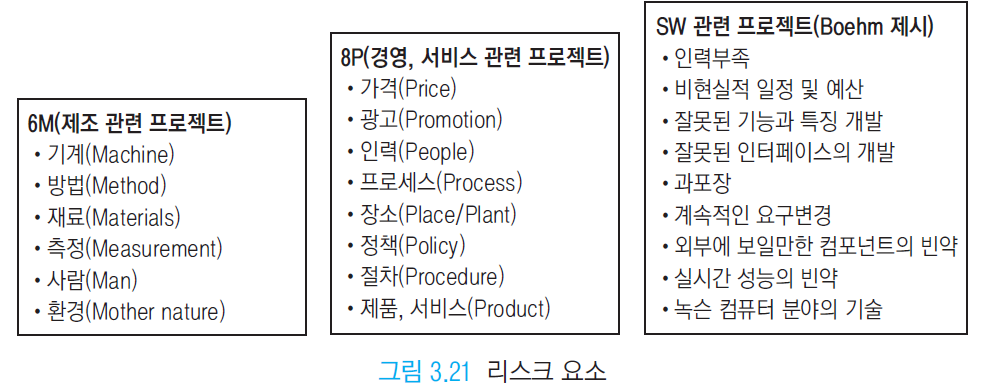 6M(제조 관련 프로젝트)
• 기계(Machine)
• 방법(Method)
• 재료(Materials)
• 측정(Measurement)
• 사람(Man)
• 환경(Mother nature)
8P(경영, 서비스 관련 프로젝트)
• 가격(Price)
• 광고(Promotion)
• 인력(People)
• 프로세스(Process)
• 장소(Place/Plant)
• 정책(Policy)
• 절차(Procedure)
• 제품, 서비스(Product)
SW 관련 프로젝트(Boehm 제시)
• 인력부족
• 비현실적 일정 및 예산
• 잘못된 기능과 특징 개발
• 잘못된 인터페이스의 개발
• 과포장
• 계속적인 요구변경
• 외부에 보일만한 컴포넌트의 빈약
• 실시간 성능의 빈약
• 녹슨 컴퓨터 분야의 기술
그림 3.21 리스크 요소